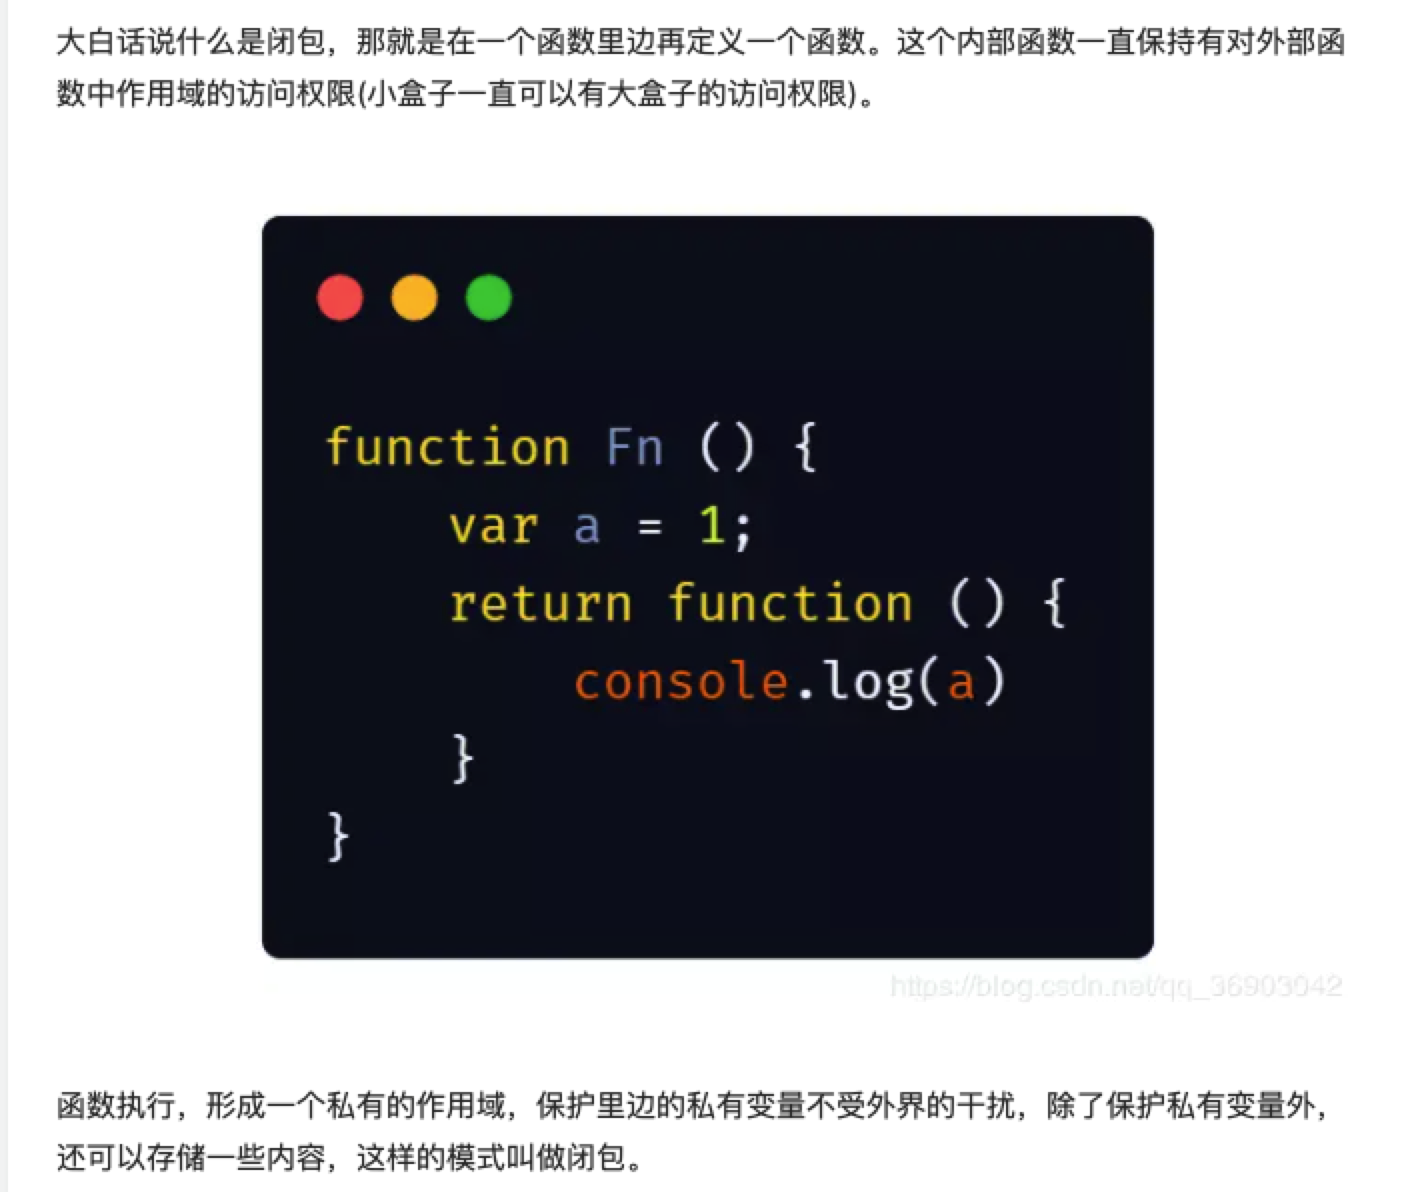 大白话说什么是闭包，那就是在一个函数里边再定义一个函数。这个内部函数一直保持有对外部函
数中作用域的访问权限(小盒子一直可以有大盒子的访问权限)。
function Fn () {
var a = 1;
return function () {
console.log(a)
}
}
https://blog.csdn.net/qq_36903042
函数执行，形成一个私有的作用域，保护里边的私有变量不受外界的干扰，除了保护私有变量外，
还可以存储一些内容，这样的模式叫做闭包。